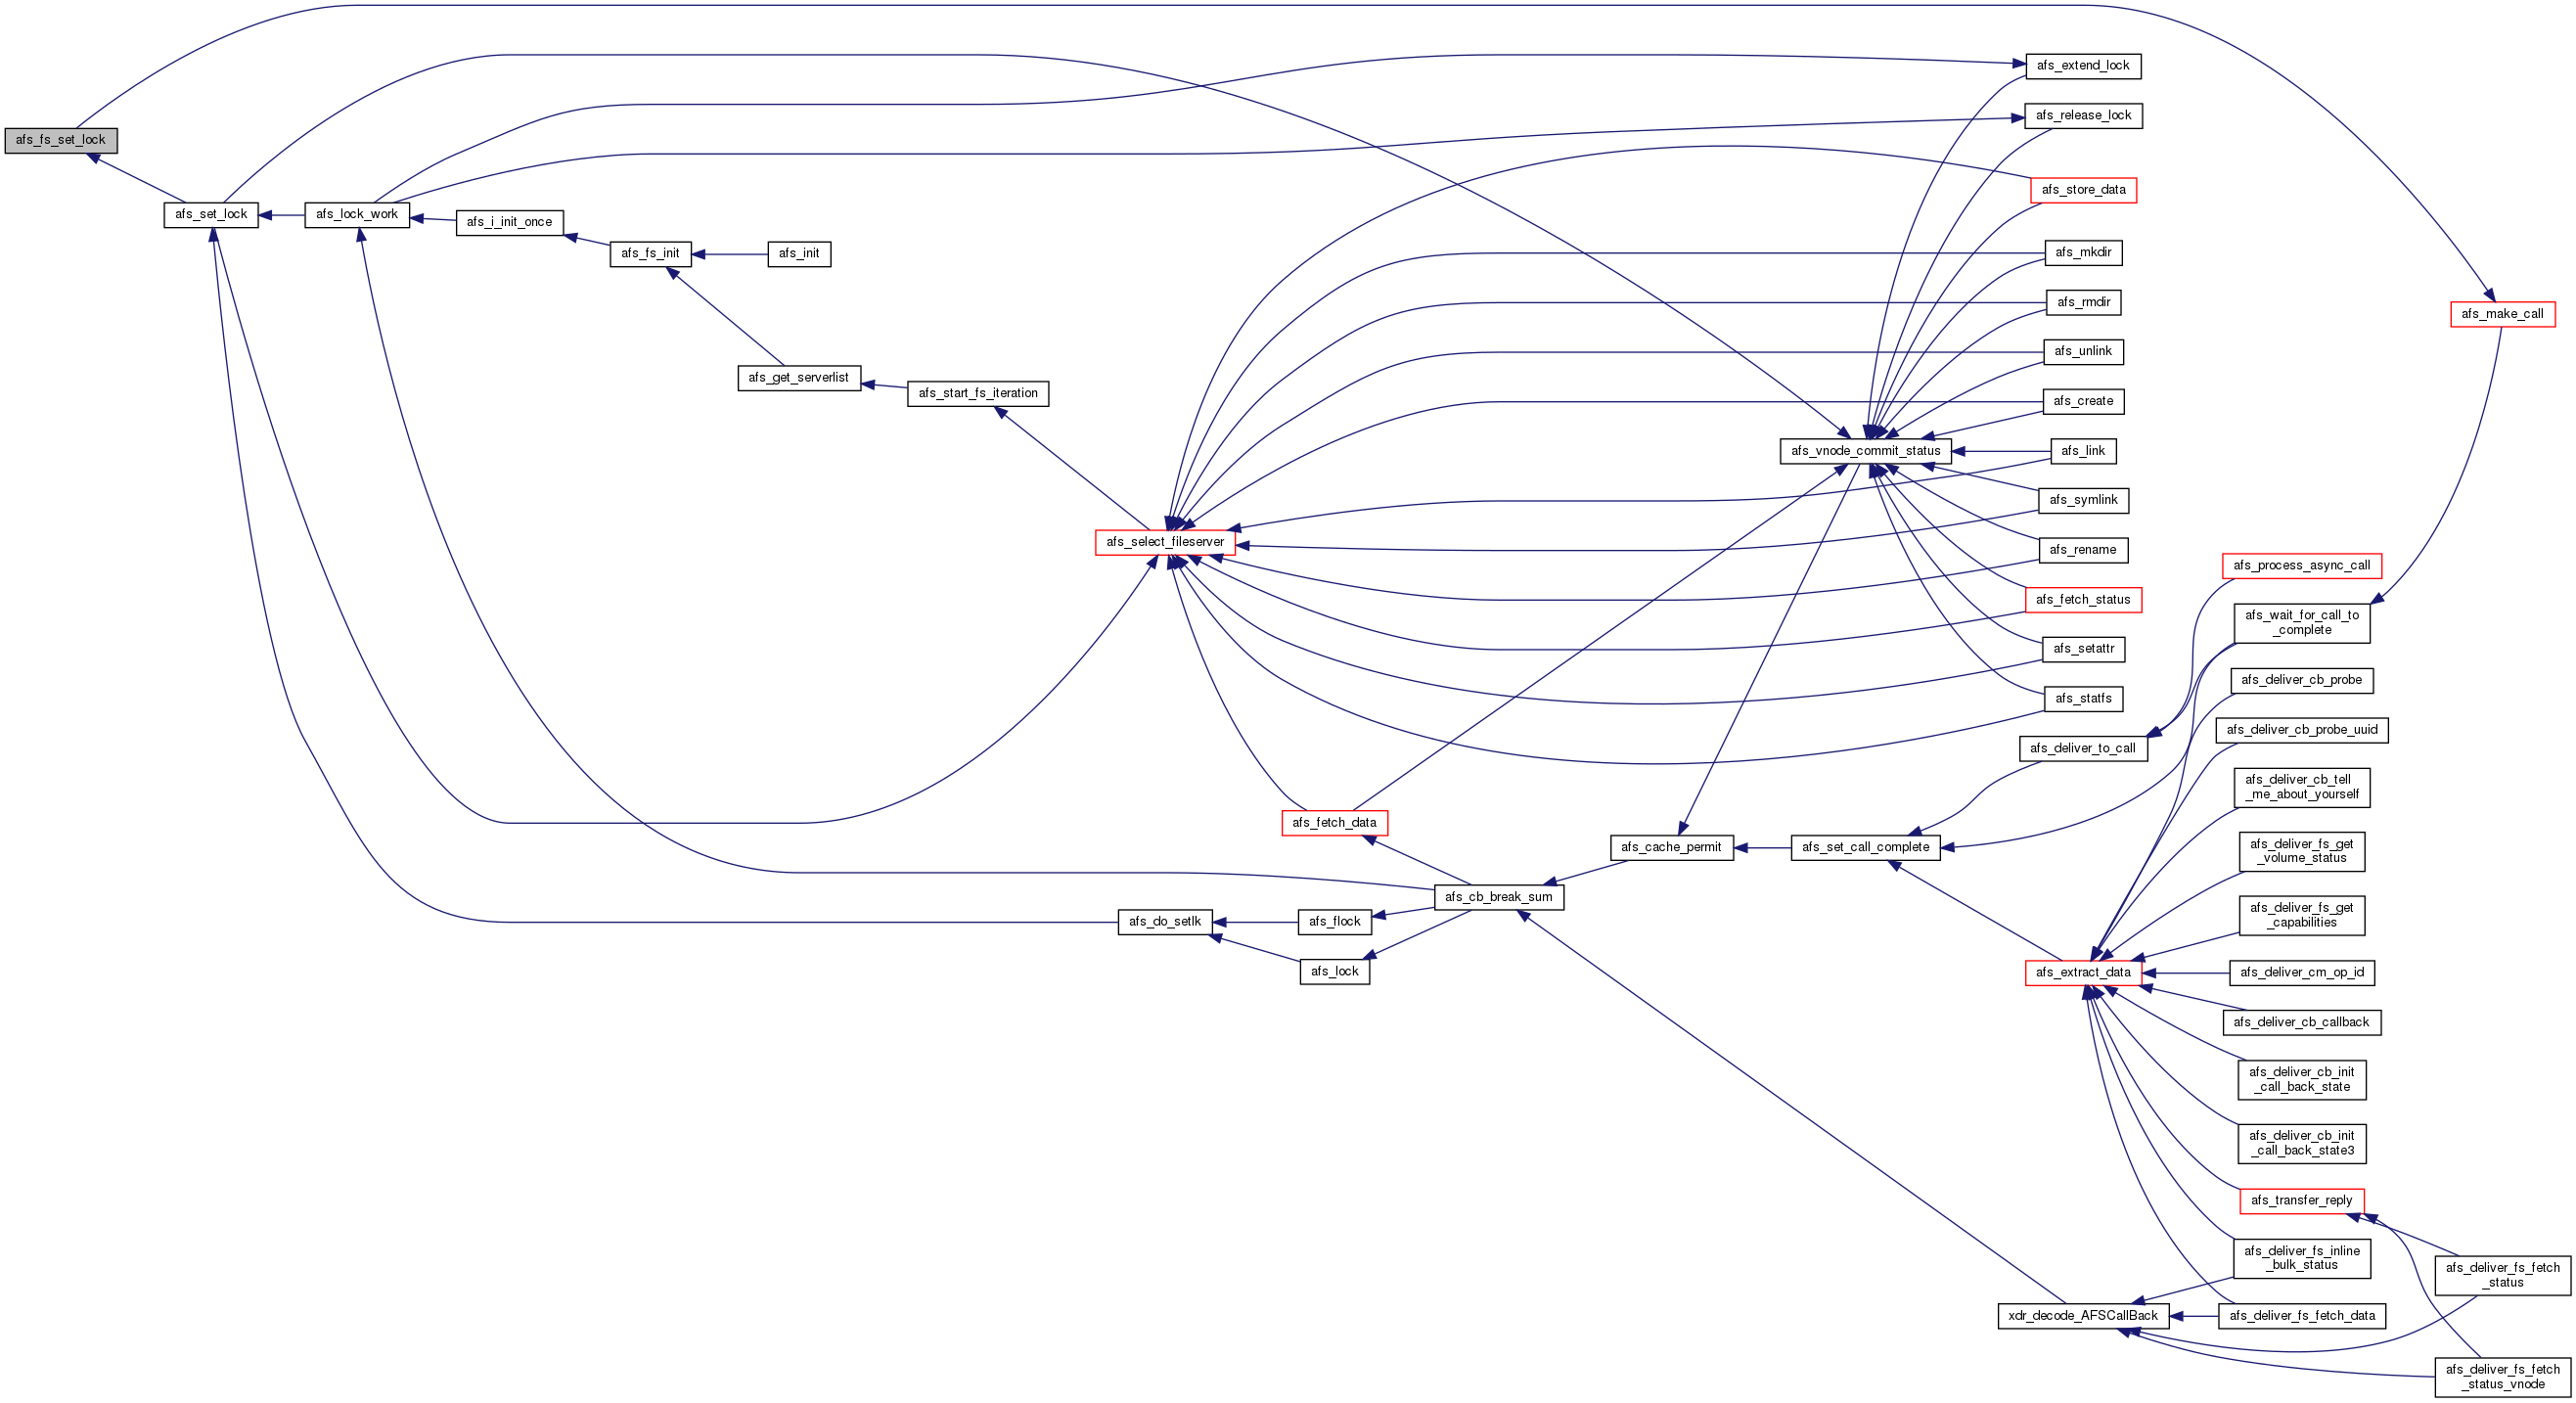 afs_fs_set_lock
afs_set_lock
afs_lock_work
afs_i_init_once
afs_fs_init
afs_init
afs_get_serverlist
afs_start_fs_iteration
afs_select_fileserver
afs_fetch_data
afs_do_setlk
afs_flock
afs_lock
afs_cb_break_sum
afs_cache_permit
afs_vnode_commit_status
afs_set_call_complete
afs_extend_lock
afs_release_lock
afs_store_data
afs_mkdir
afs_rmdir
afs_unlink
afs_create
afs_link
afs_symlink
afs_rename
afs_fetch_status
afs_setattr
afs_statfs
afs_deliver_to_call
afs_extract_data
xdr_decode_AFSCallBack
afs_make_call
afs_process_async_call
afs_wait_for_call_to
_complete
afs_deliver_cb_probe
afs_deliver_cb_probe_uuid
afs_deliver_cb_tell
_me_about_yourself
afs_deliver_fs_get
_volume_status
afs_deliver_fs_get
_capabilities
afs_deliver_cm_op_id
afs_deliver_cb_callback
afs_deliver_cb_init
_call_back_state
afs_deliver_cb_init
_call_back_state3
afs_transfer_reply
afs_deliver_fs_inline
_bulk_status
afs_deliver_fs_fetch_data
afs_deliver_fs_fetch
_status
afs_deliver_fs_fetch
_status_vnode